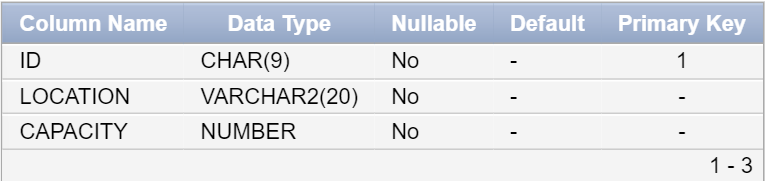 Column Name Data Type Nullable Default Primary Key
ID CHAR(9) No - 1
LOCATION VARCHAR2(20) No - -
CAPACITY NUMBER No - -
1 - 3